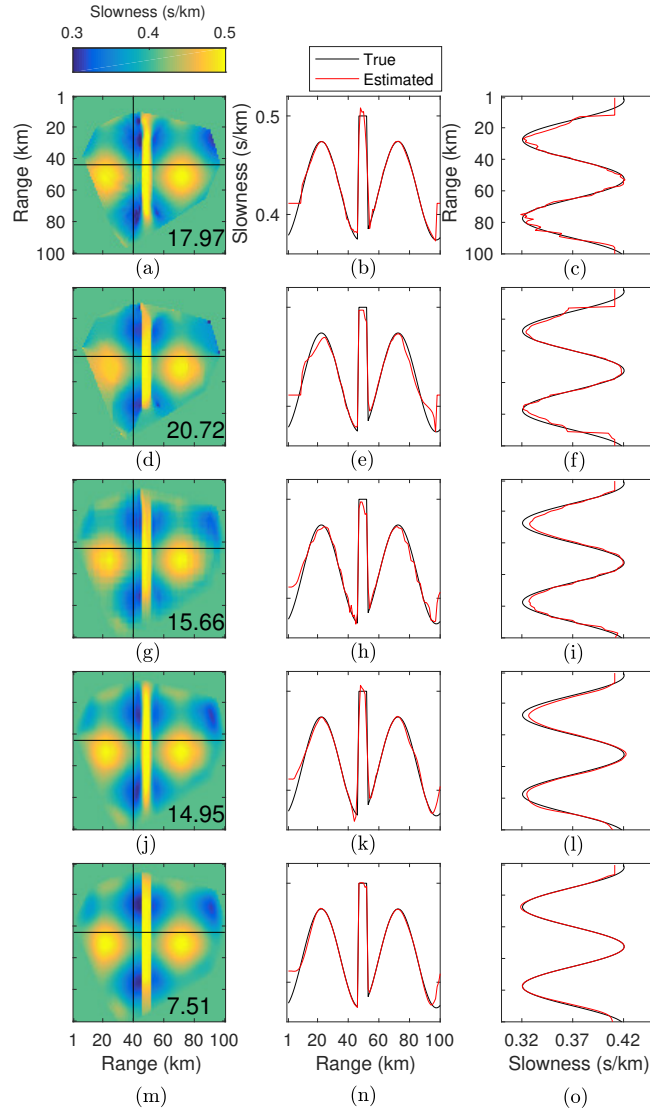 Slowness (s/km)
0.3 0.4 0.5
True
Estimated
1
20
40
60
80
100
Range (km)
17.97
(a)
0.5
0.4
Slowness (s/km)
(b)
1
20
40
60
80
100
Range (km)
(c)
20.72
(d)
(e)
(f)
15.66
(g)
(h)
(i)
14.95
(j)
(k)
(l)
7.51
1 20 40 60 80 100
Range (km)
(m)
1 20 40 60 80 100
Range (km)
(n)
0.32 0.37 0.42
Slowness (s/km)
(o)